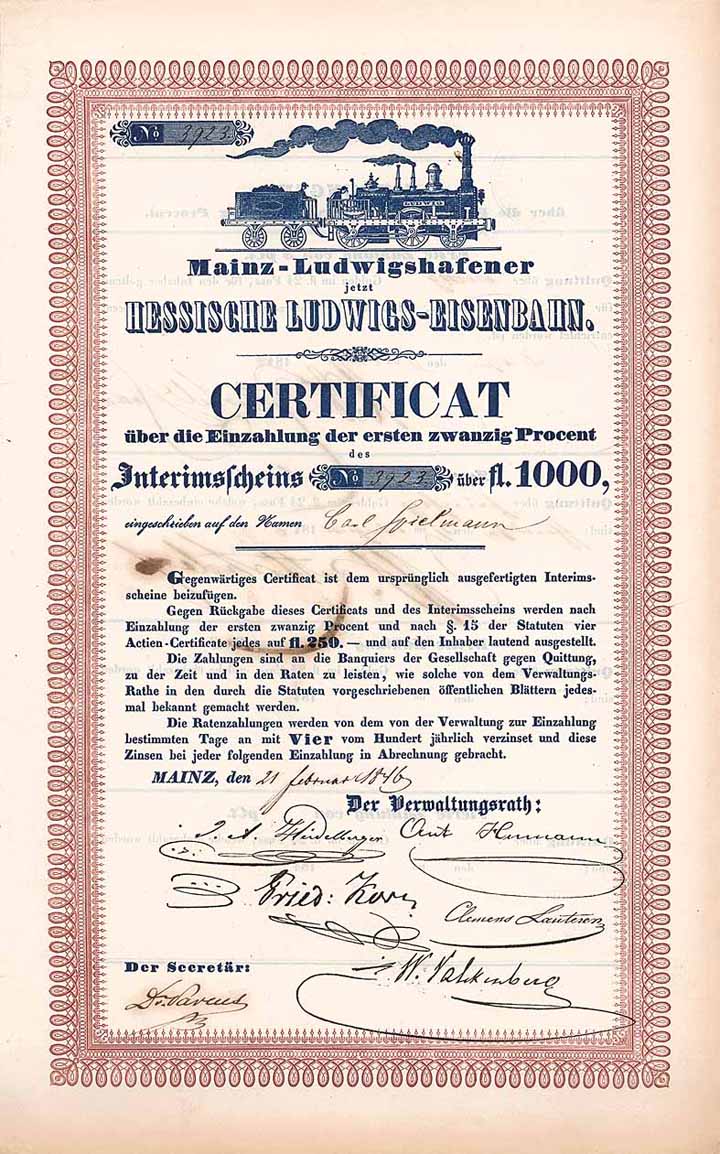 No 3923.
LUDWIG
Mainz-Ludwigshafener
jetzt
HESSISCHE LUDWIGS-EISENBAHN.
CERTIFICAT
über die Einzahlung der ersten zwanzig Procent
des
Interimsscheins No 3923 über fl. 1000,
eingeschrieben auf den Namen Carl Spielmann
Gegenwärtiges Certificat ist dem ursprünglich ausgefertigten Interims-
scheine beizufügen.
Gegen Rückgabe dieses Certificats und des Interimsscheins werden nach
Einzahlung der ersten zwanzig Procent und nach §. 15 der Statuten vier
Actien-Certificate jedes auf fl. 250. — und auf den Inhaber lautend ausgestellt.
Die Zahlungen sind an die Banquiers der Gesellschaft gegen Quittung,
zu der Zeit und in den Raten zu leisten, wie solche von dem Verwaltungs-
Rathe in den durch die Statuten vorgeschriebenen öffentlichen Blättern jedes-
mal bekannt gemacht werden.
Die Ratenzahlungen werden von dem von der Verwaltung zur Einzahlung
bestimmten Tage an mit Vier vom Hundert jährlich verzinset und diese
Zinsen bei jeder folgenden Einzahlung in Abrechnung gebracht.
MAINZ, den 21 februar 1846
Der Verwaltungsrath:
J. A. Heidelberger
Fried: Korn
Clemens Lauteren
Der Secretär:
W. Valckenberg